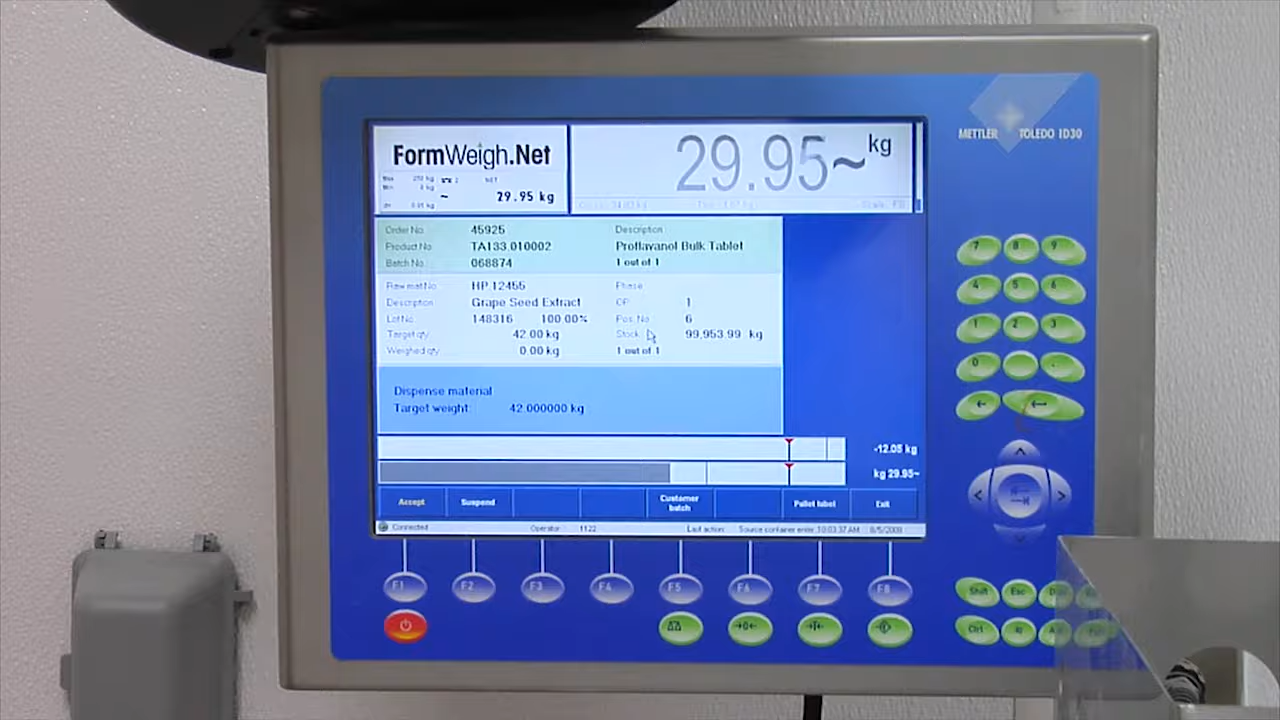 METTLER TOLEDO ID30
FormWeigh.Net
NET
29.95 kg
29.95~ kg
Order No. 45925 Description
Product No. TA133.010002 Proflavanol Bulk Tablet
Batch No. 068874 1 out of 1
Raw mat No. HP.12455 Phase
Description Grape Seed Extract OP. 1
Lot No. 148316 100.00% Pos. No. 6
Target qty. 42.00 kg Stock 99,953.99 kg
Weighed qty. 0.00 kg 1 out of 1
Dispense material
Target weight: 42.000000 kg
-12.05 kg
kg 29.95~
Accept Suspend Customer batch Pallet label Exit
Connected Operator 1122 Last action: Source container enter 10:03:37 AM 8/5/2009
F1 F2 F3 F4 F5 F6 F7 F8
7 8 9
4 5 6
1 2 3
0 .
Shift Esc
Ctrl